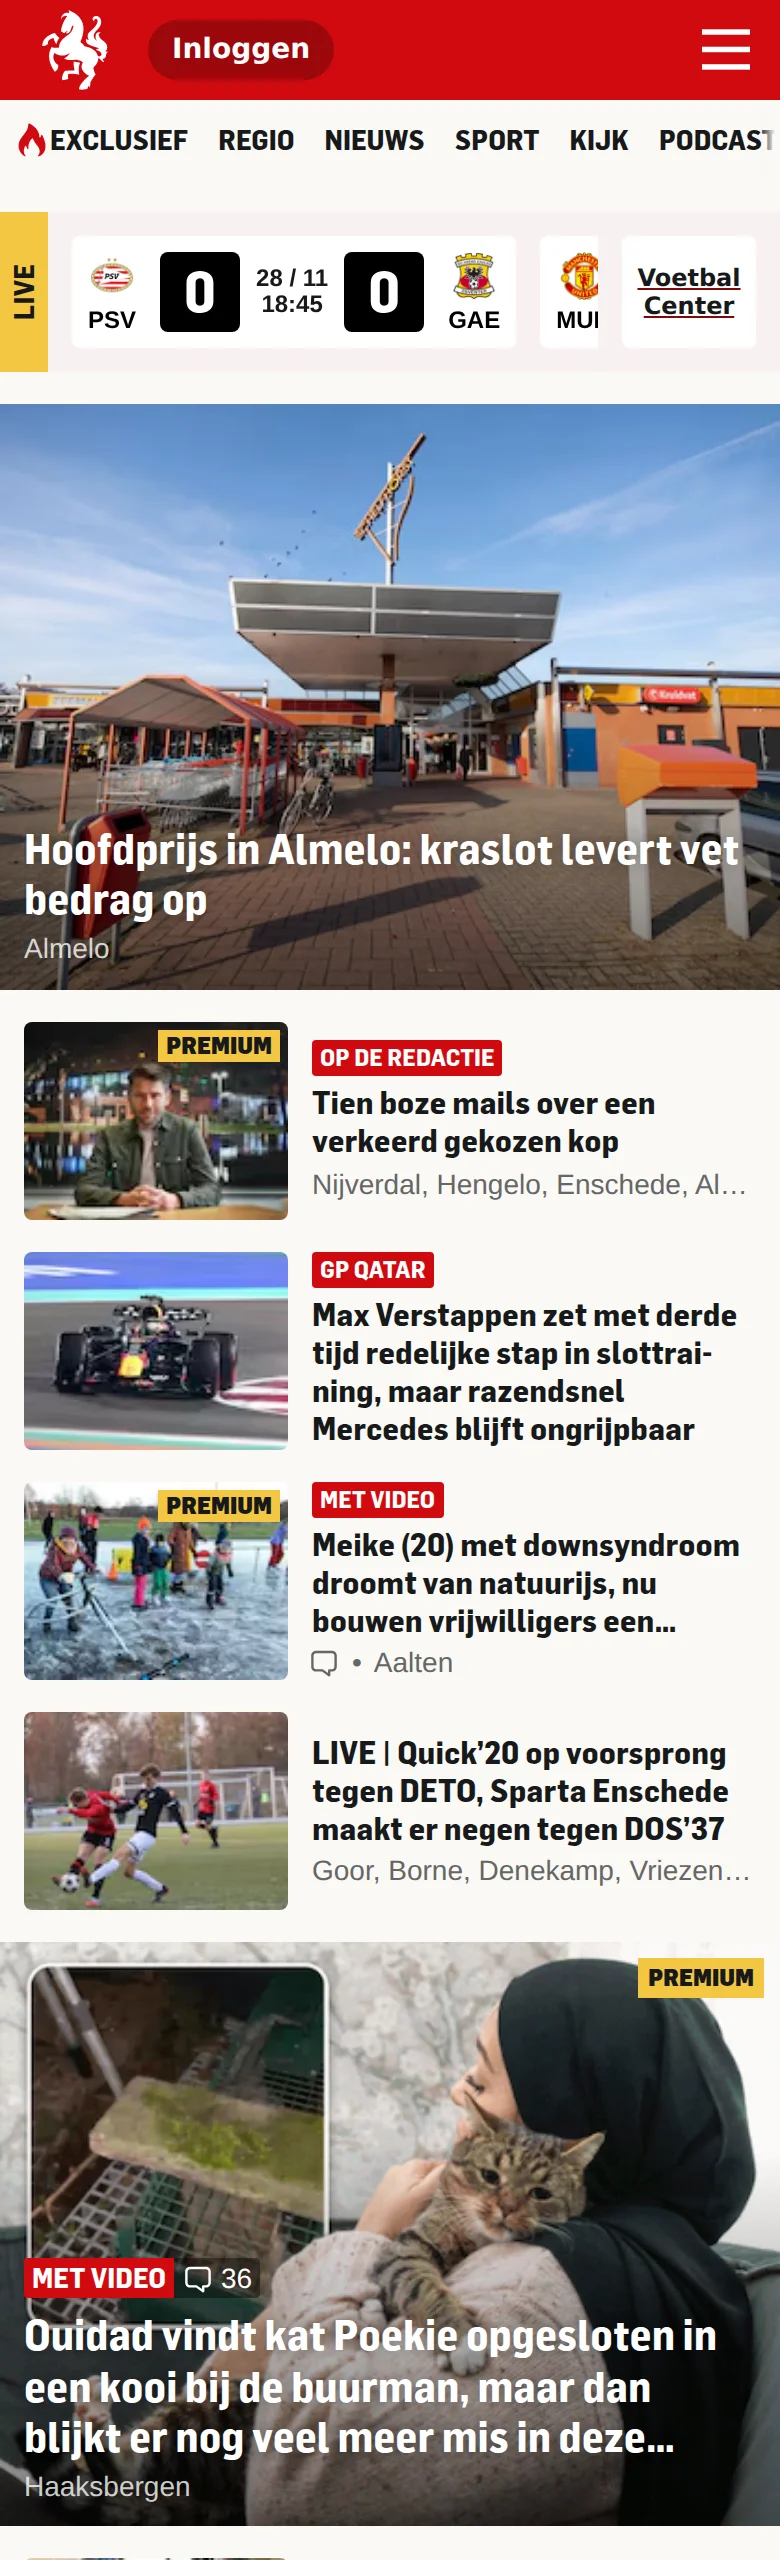 Inloggen
EXCLUSIEF REGIO NIEUWS SPORT KIJK PODCAST
LIVE
PSV
PSV
0
28 / 11
18:45
0
GAE
MU
Voetbal
Center
Kruidvat
Hoofdprijs in Almelo: kraslot levert vet
bedrag op
Almelo
PREMIUM
OP DE REDACTIE
Tien boze mails over een
verkeerd gekozen kop
Nijverdal, Hengelo, Enschede, Al...
GP QATAR
Max Verstappen zet met derde
tijd redelijke stap in slottrai-
ning, maar razendsnel
Mercedes blijft ongrijpbaar
PREMIUM
MET VIDEO
Meike (20) met downsyndroom
droomt van natuurijs, nu
bouwen vrijwilligers een...
• Aalten
LIVE | Quick’20 op voorsprong
tegen DETO, Sparta Enschede
maakt er negen tegen DOS’37
Goor, Borne, Denekamp, Vriezen...
PREMIUM
MET VIDEO 36
Ouidad vindt kat Poekie opgesloten in
een kooi bij de buurman, maar dan
blijkt er nog veel meer mis in deze...
Haaksbergen